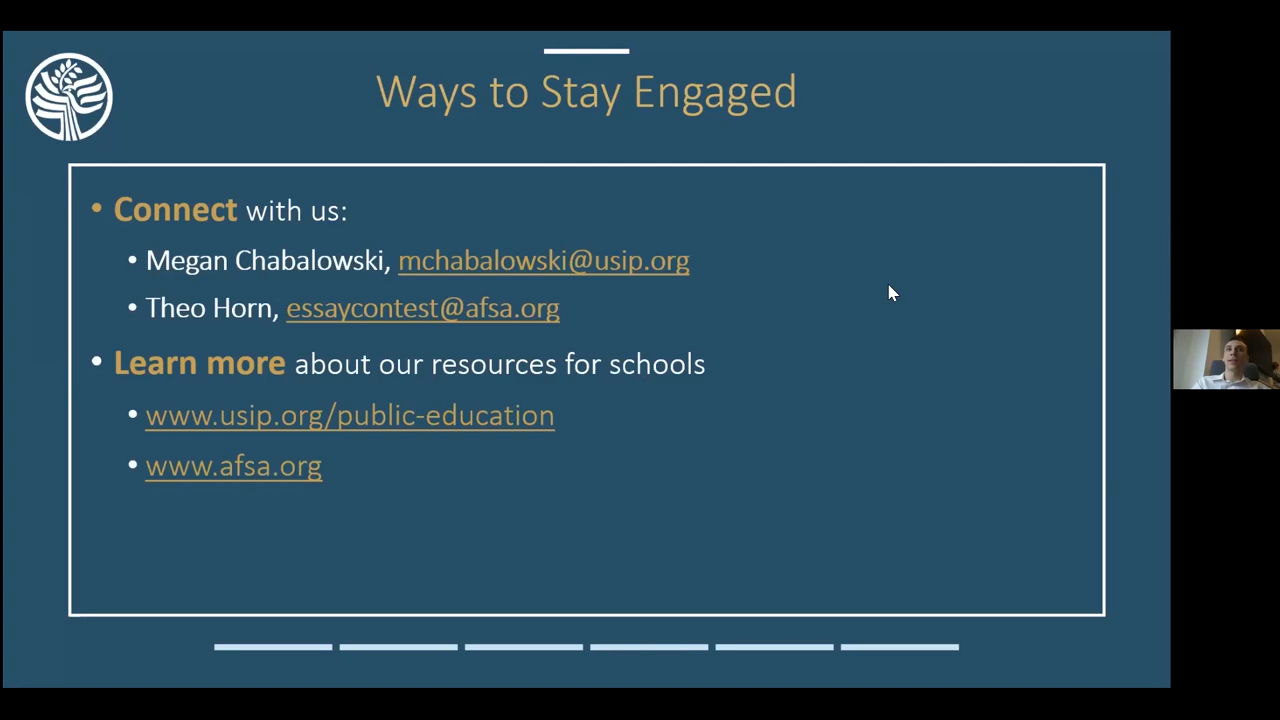 Ways to Stay Engaged
• Connect with us:
• Megan Chabalowski, mchabalowski@usip.org
• Theo Horn, essaycontest@afsa.org
• Learn more about our resources for schools
• www.usip.org/public-education
• www.afsa.org